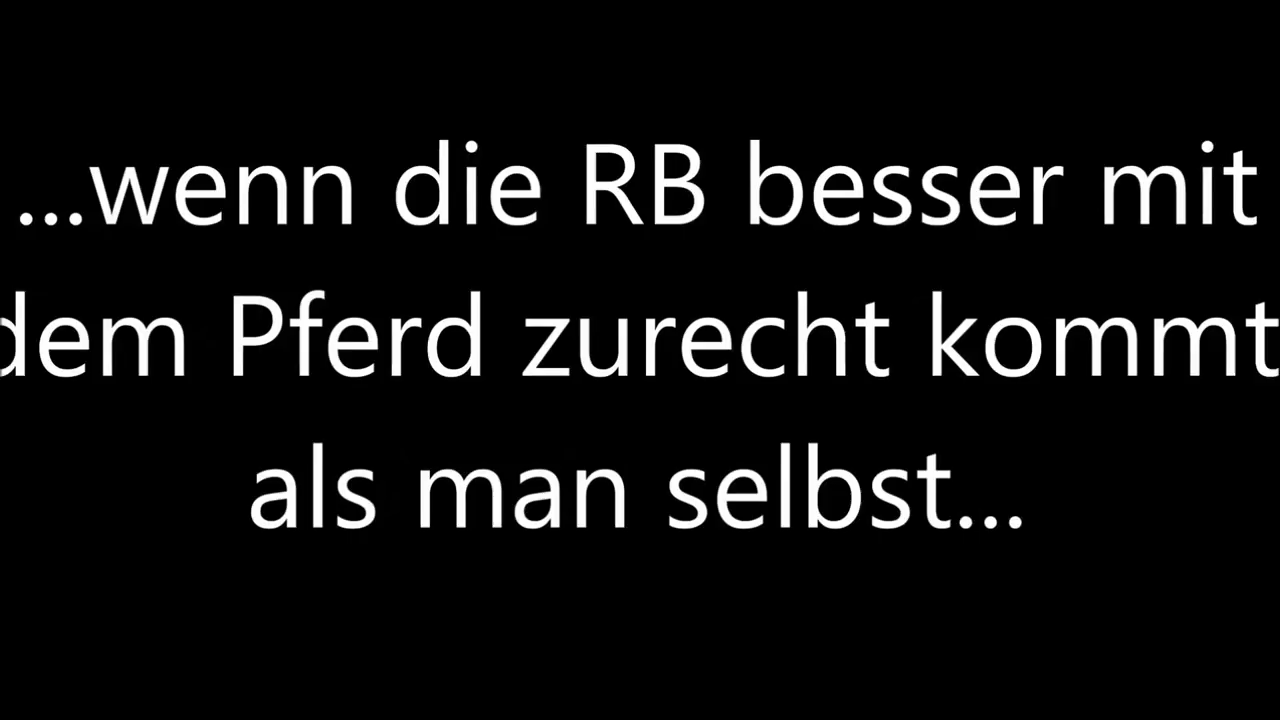 ...wenn die RB besser mit
dem Pferd zurecht kommt
als man selbst...